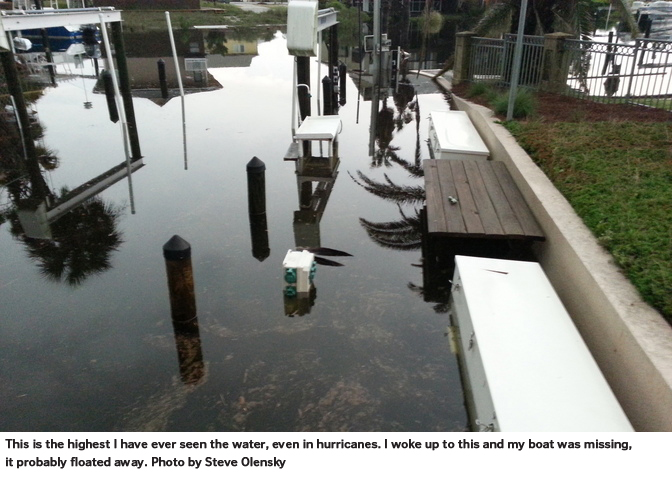 This is the highest I have ever seen the water, even in hurricanes. I woke up to this and my boat was missing,
it probably floated away. Photo by Steve Olensky